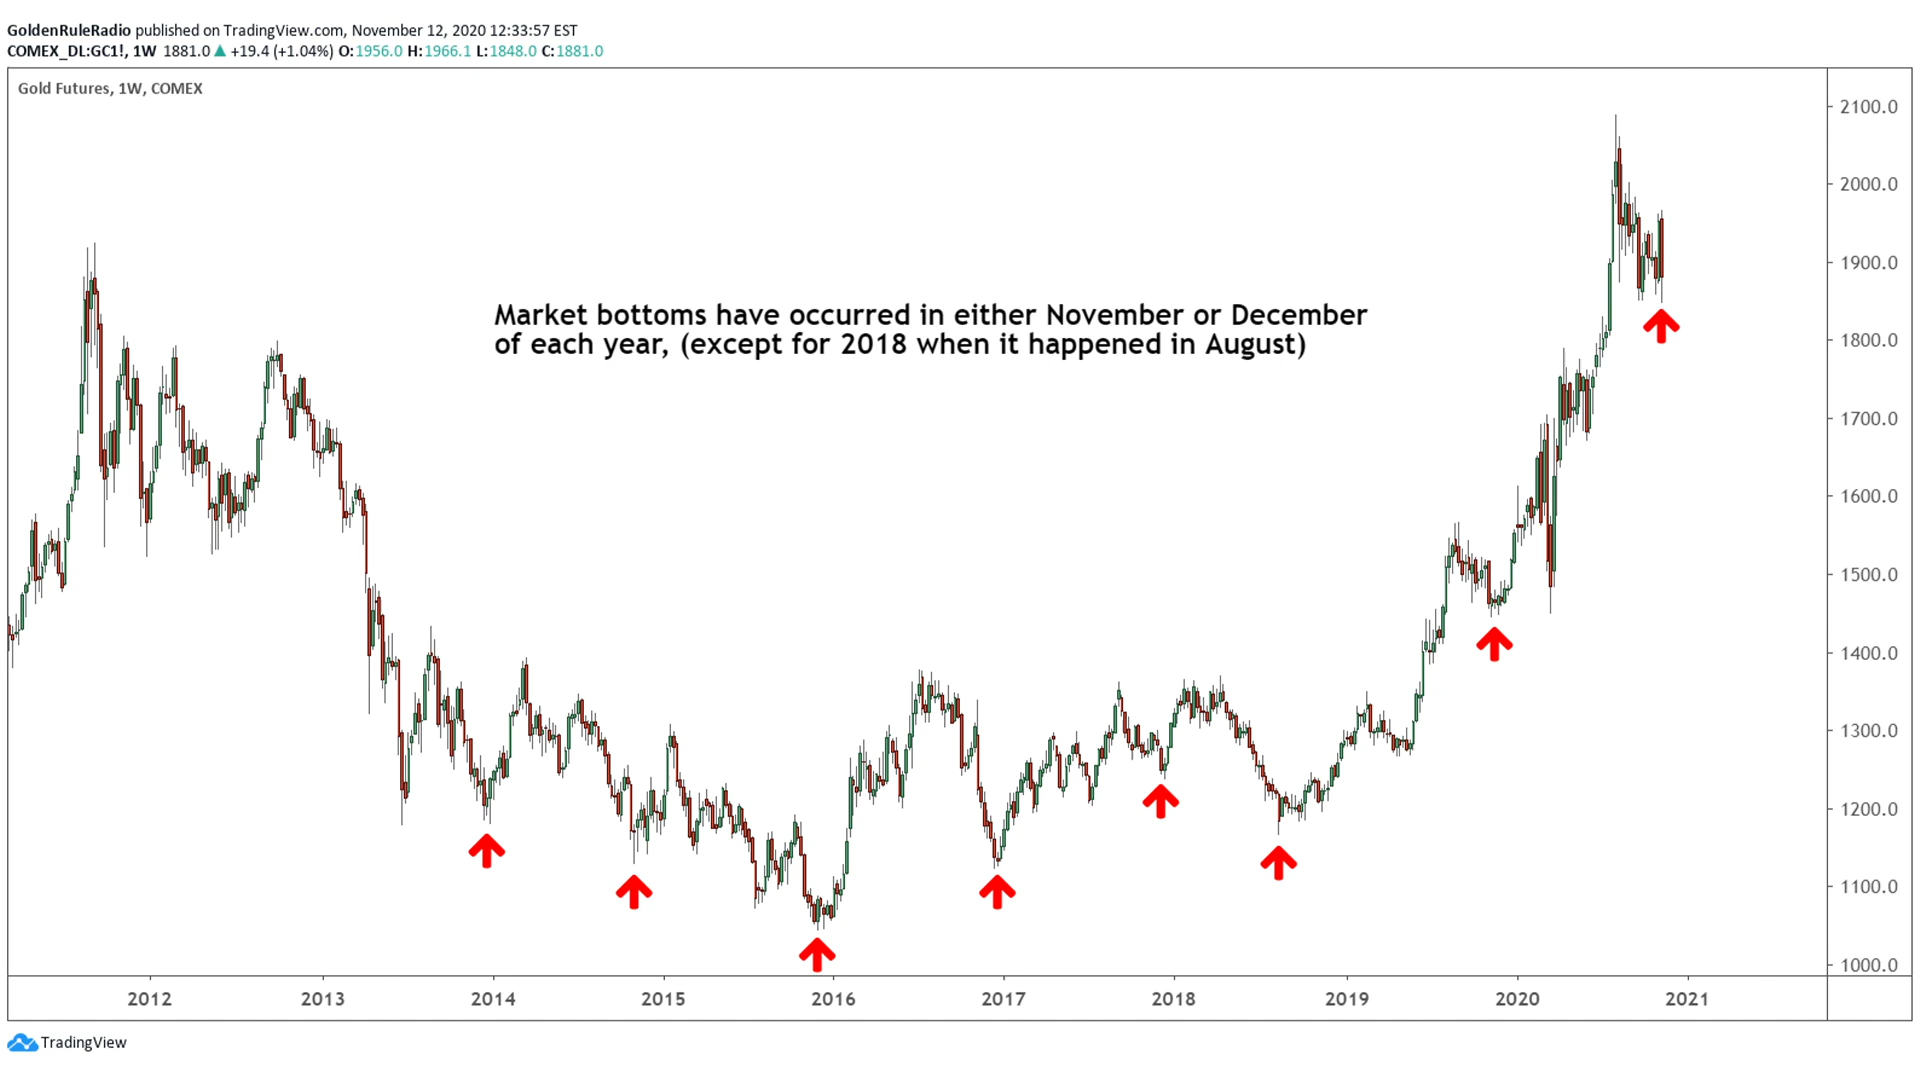 GoldenRuleRadio published on TradingView.com, November 12, 2020 12:33:57 EST
COMEX_DL:GC1!, 1W 1881.0 ▲ +19.4 (+1.04%) O:1956.0 H:1966.1 L:1848.0 C:1881.0
Gold Futures, 1W, COMEX
2100.0
2000.0
1900.0
Market bottoms have occurred in either November or December
of each year, (except for 2018 when it happened in August)
1800.0
1700.0
1600.0
1500.0
1400.0
1300.0
1200.0
1100.0
1000.0
2012 2013 2014 2015 2016 2017 2018 2019 2020 2021
TradingView